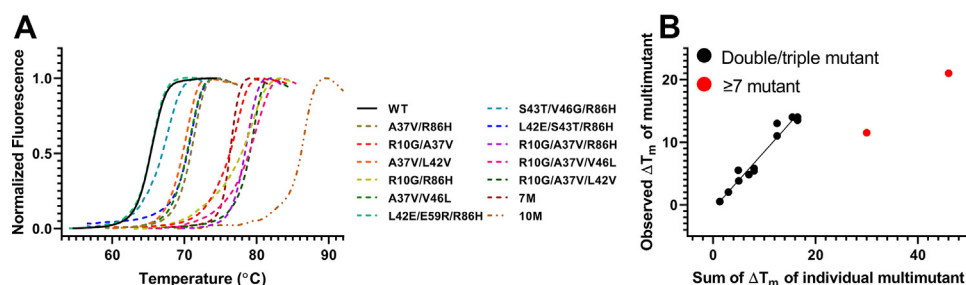 A
Normalized Fluorescence
1.0
0.5
0.0
60
70
80
90
Temperature (°C)
WT
A37V/R86H
R10G/A37V
A37V/L42V
R10G/R86H
A37V/V46L
L42E/E59R/R86H
S43T/V46G/R86H
L42E/S43T/R86H
R10G/A37V/R86H
R10G/A37V/V46L
R10G/A37V/L42V
7M
10M
B
Observed ΔTm of multimutant
20
10
0
0
20
40
Sum of ΔTm of individual multimutant
Double/triple mutant
≥7 mutant